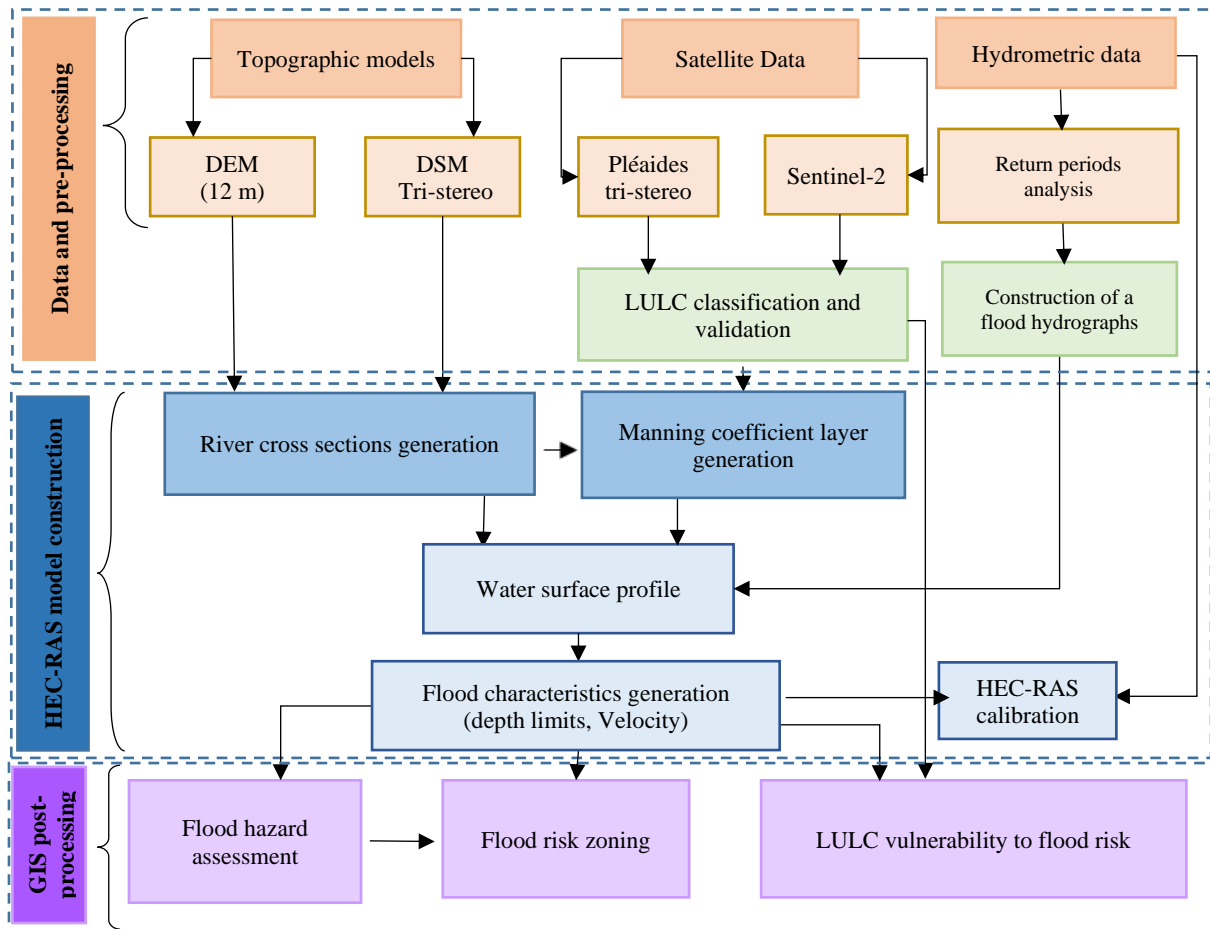 Data and pre-processing
Topographic models
Satellite Data
Hydrometric data
DEM
(12 m)
DSM
Tri-stereo
Pléaides
tri-stereo
Sentinel-2
Return periods
analysis
LULC classification and
validation
Construction of a
flood hydrographs
HEC-RAS model construction
River cross sections generation
Manning coefficient layer
generation
Water surface profile
Flood characteristics generation
(depth limits, Velocity)
HEC-RAS
calibration
GIS post-
processing
Flood hazard
assessment
Flood risk zoning
LULC vulnerability to flood risk